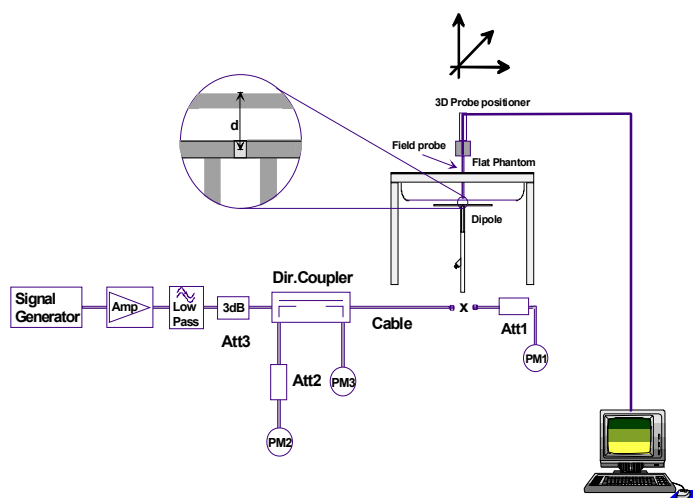 3D Probe positioner
d
Field probe
Flat Phantom
Dipole
Dir.Coupler
Signal
Generator
Amp
Low
Pass
3dB
Cable
x
Att1
Att3
PM1
Att2
PM3
PM2